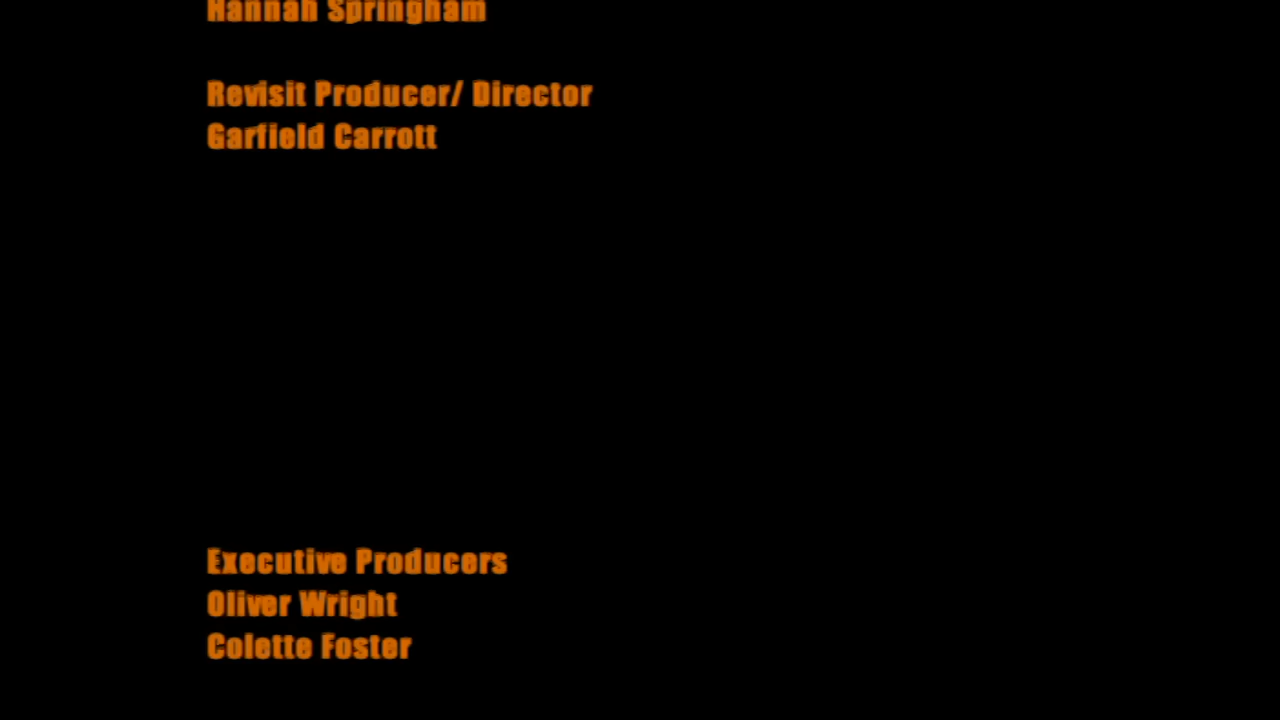 Hannah Springham
Revisit Producer/ Director
Garfield Carrott
Executive Producers
Oliver Wright
Colette Foster